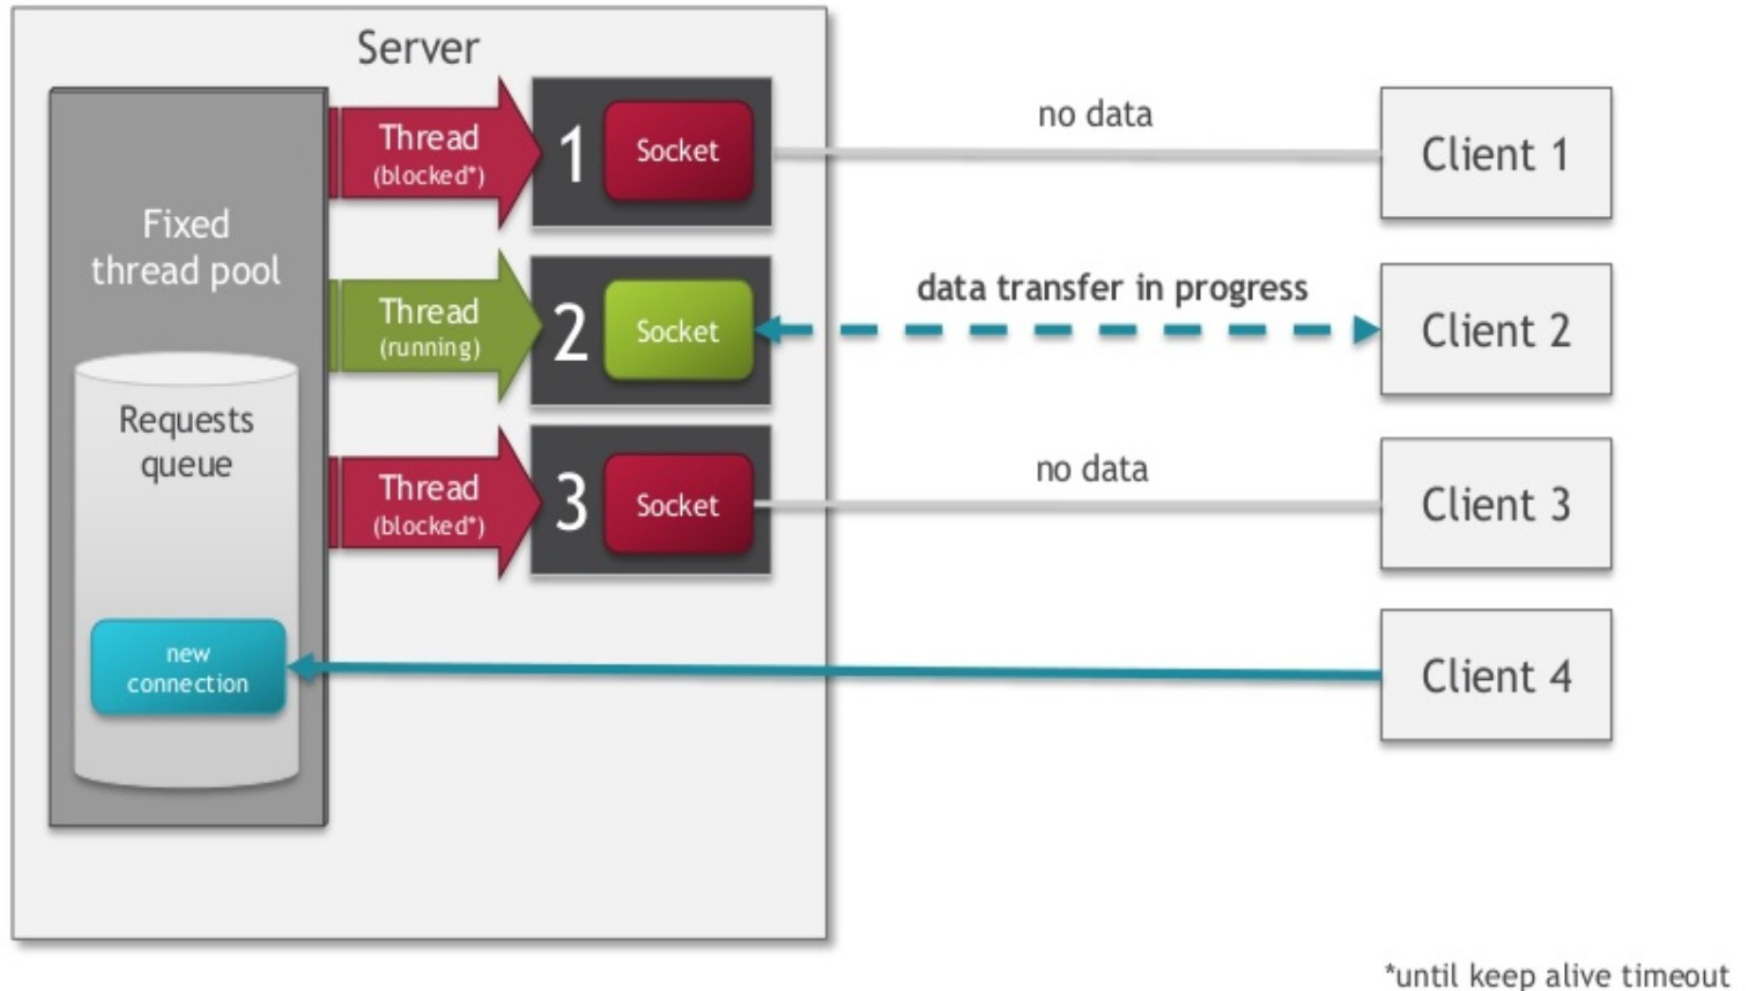 Server
Fixed
thread pool
Requests
queue
new
connection
Thread
(blocked*)
1
Socket
no data
Client 1
Thread
(running)
2
Socket
data transfer in progress
Client 2
Thread
(blocked*)
3
Socket
no data
Client 3
Client 4
*until keep alive timeout